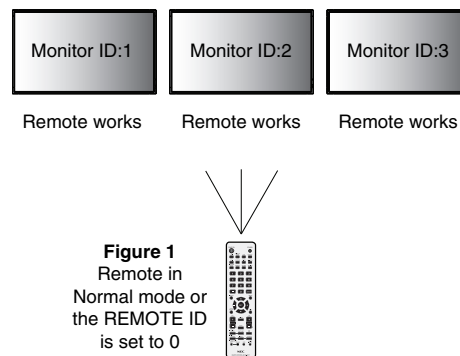 Monitor ID:1 Monitor ID:2 Monitor ID:3
Remote works Remote works Remote works
Figure 1
Remote in
Normal mode or
the REMOTE ID
is set to 0
NEC